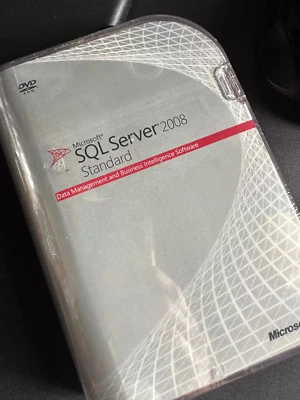 DVD
Microsoft®
SQL Server® 2008
Standard
Data Management and Business Intelligence Software
Microso